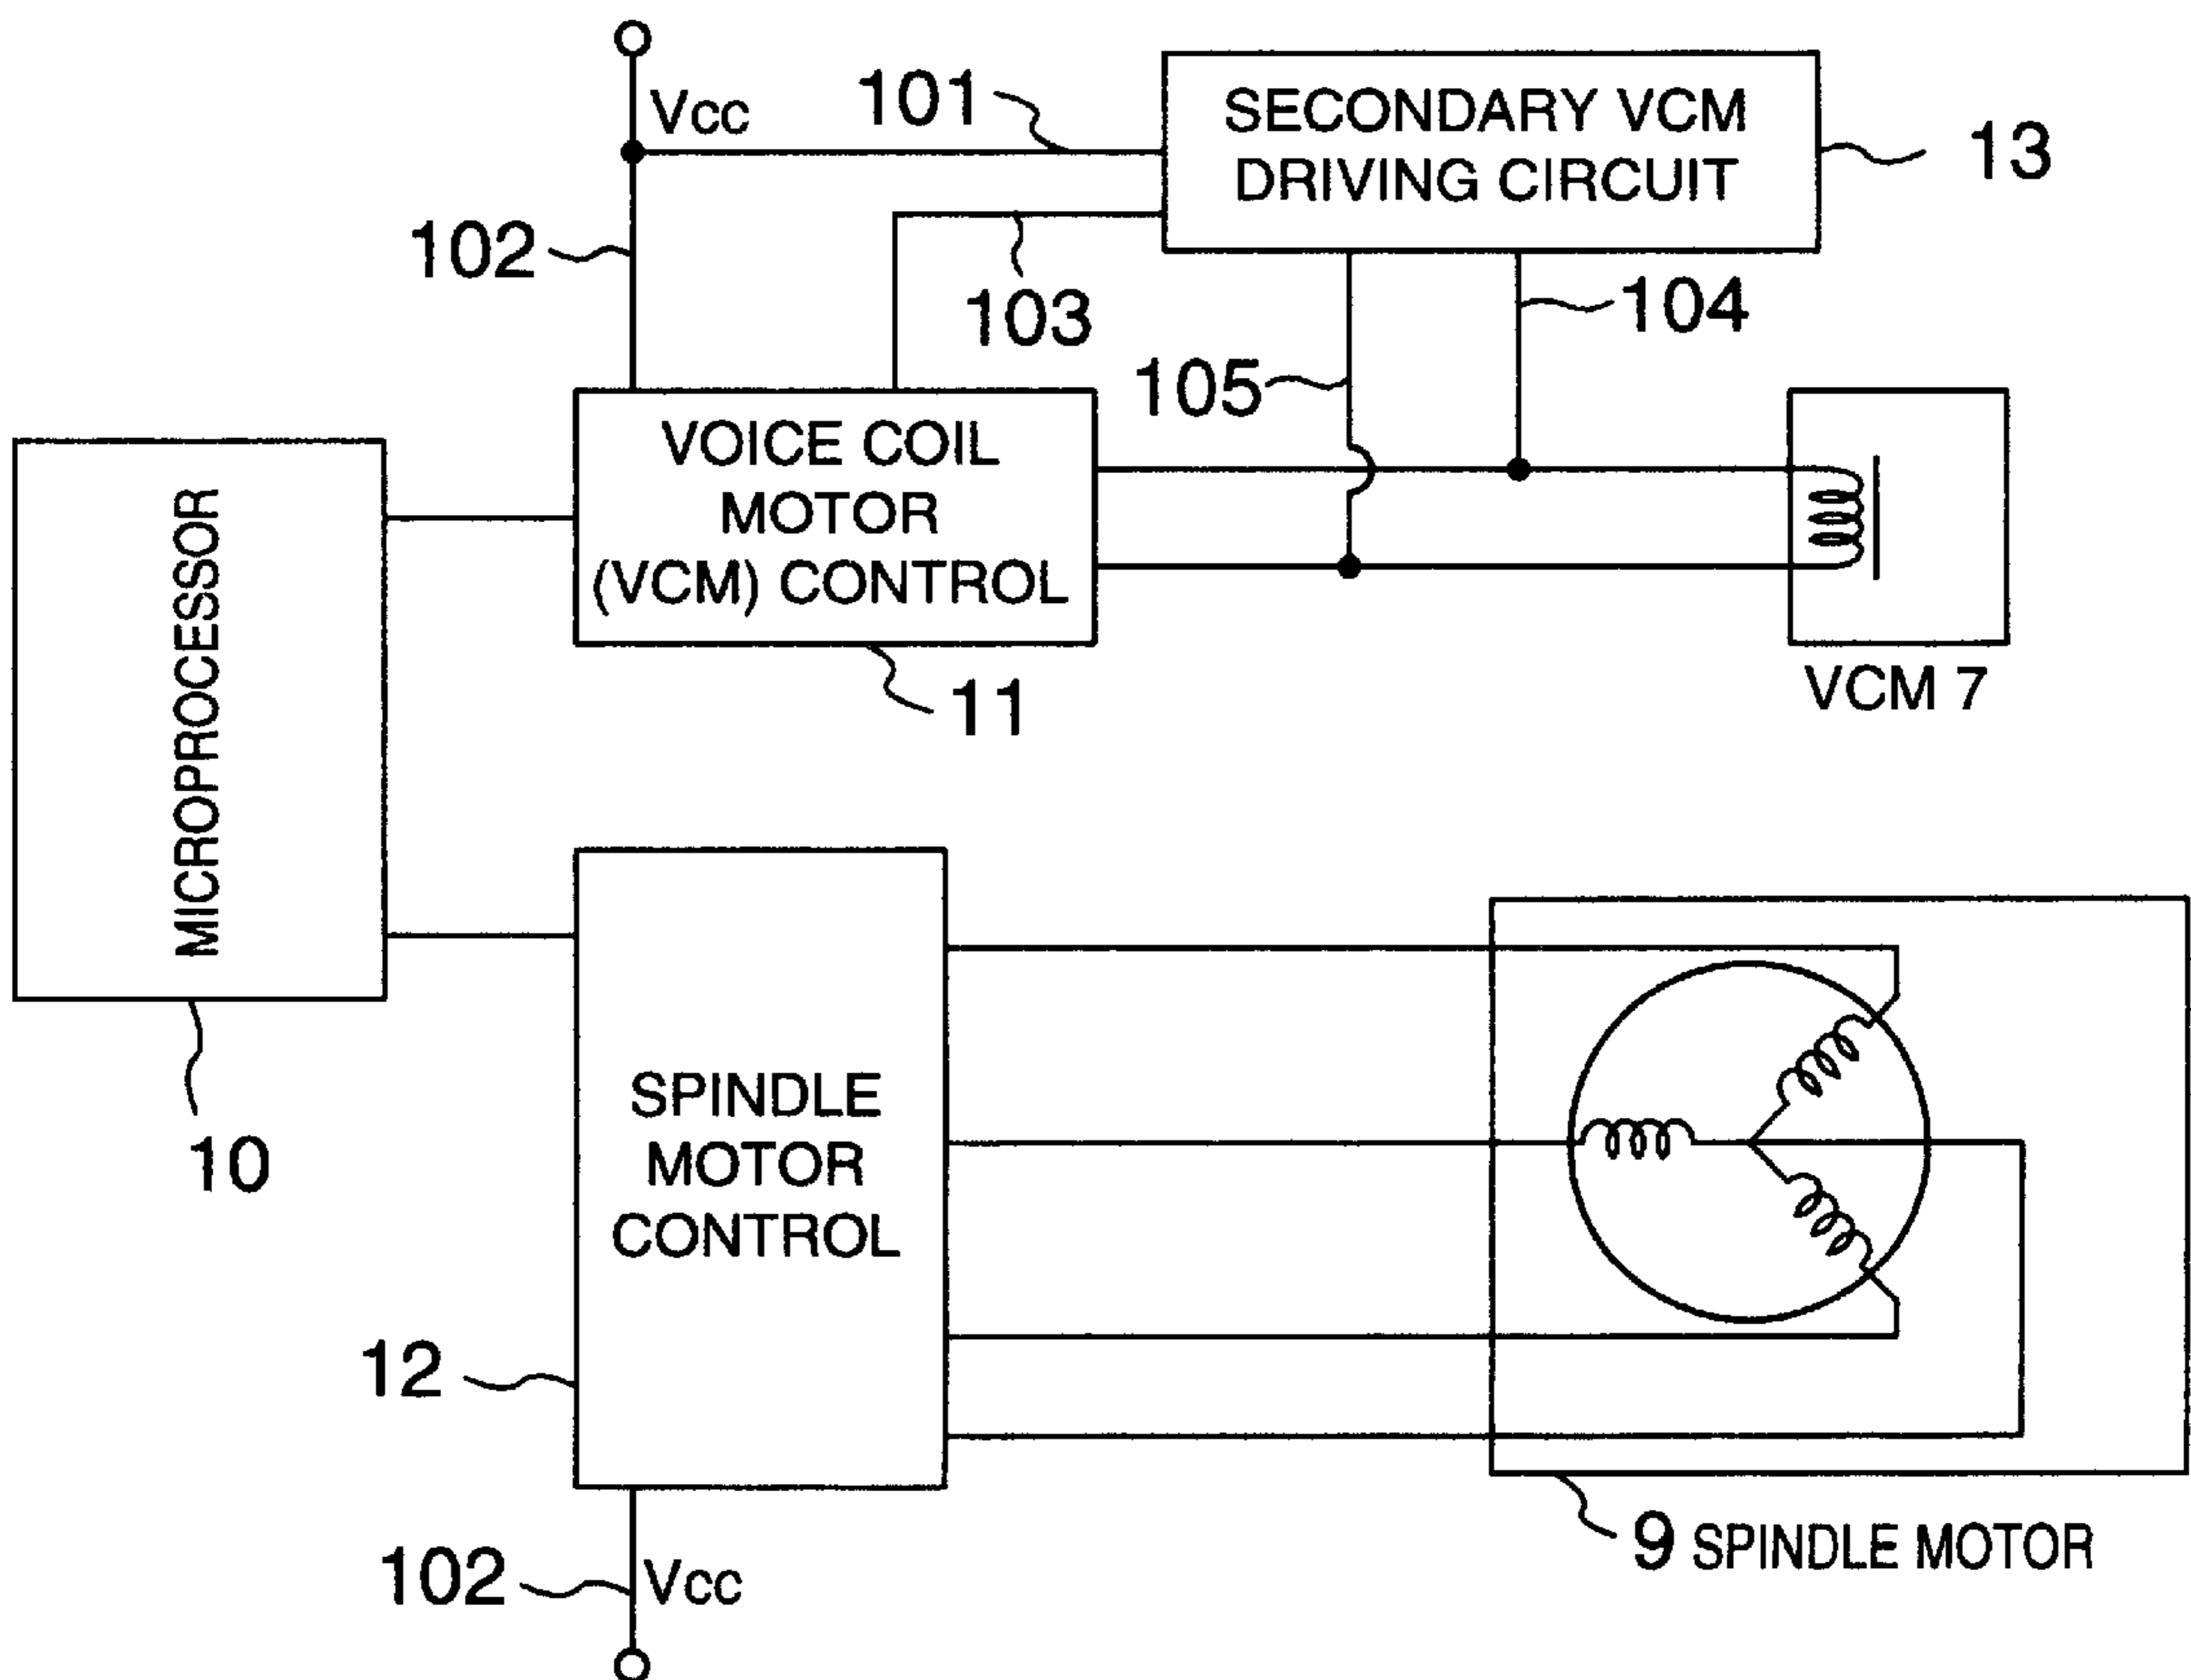 Vcc
101
SECONDARY VCM
DRIVING CIRCUIT
13
102
103
104
105
VOICE COIL
MOTOR
(VCM) CONTROL
11
VCM 7
MICROPROCESSOR
10
SPINDLE
MOTOR
CONTROL
12
102
Vcc
9 SPINDLE MOTOR